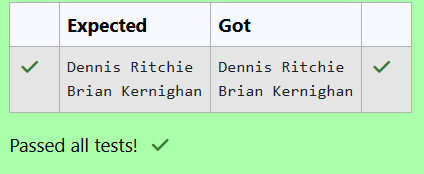 Expected Got
Dennis Ritchie Dennis Ritchie
Brian Kernighan Brian Kernighan
Passed all tests!